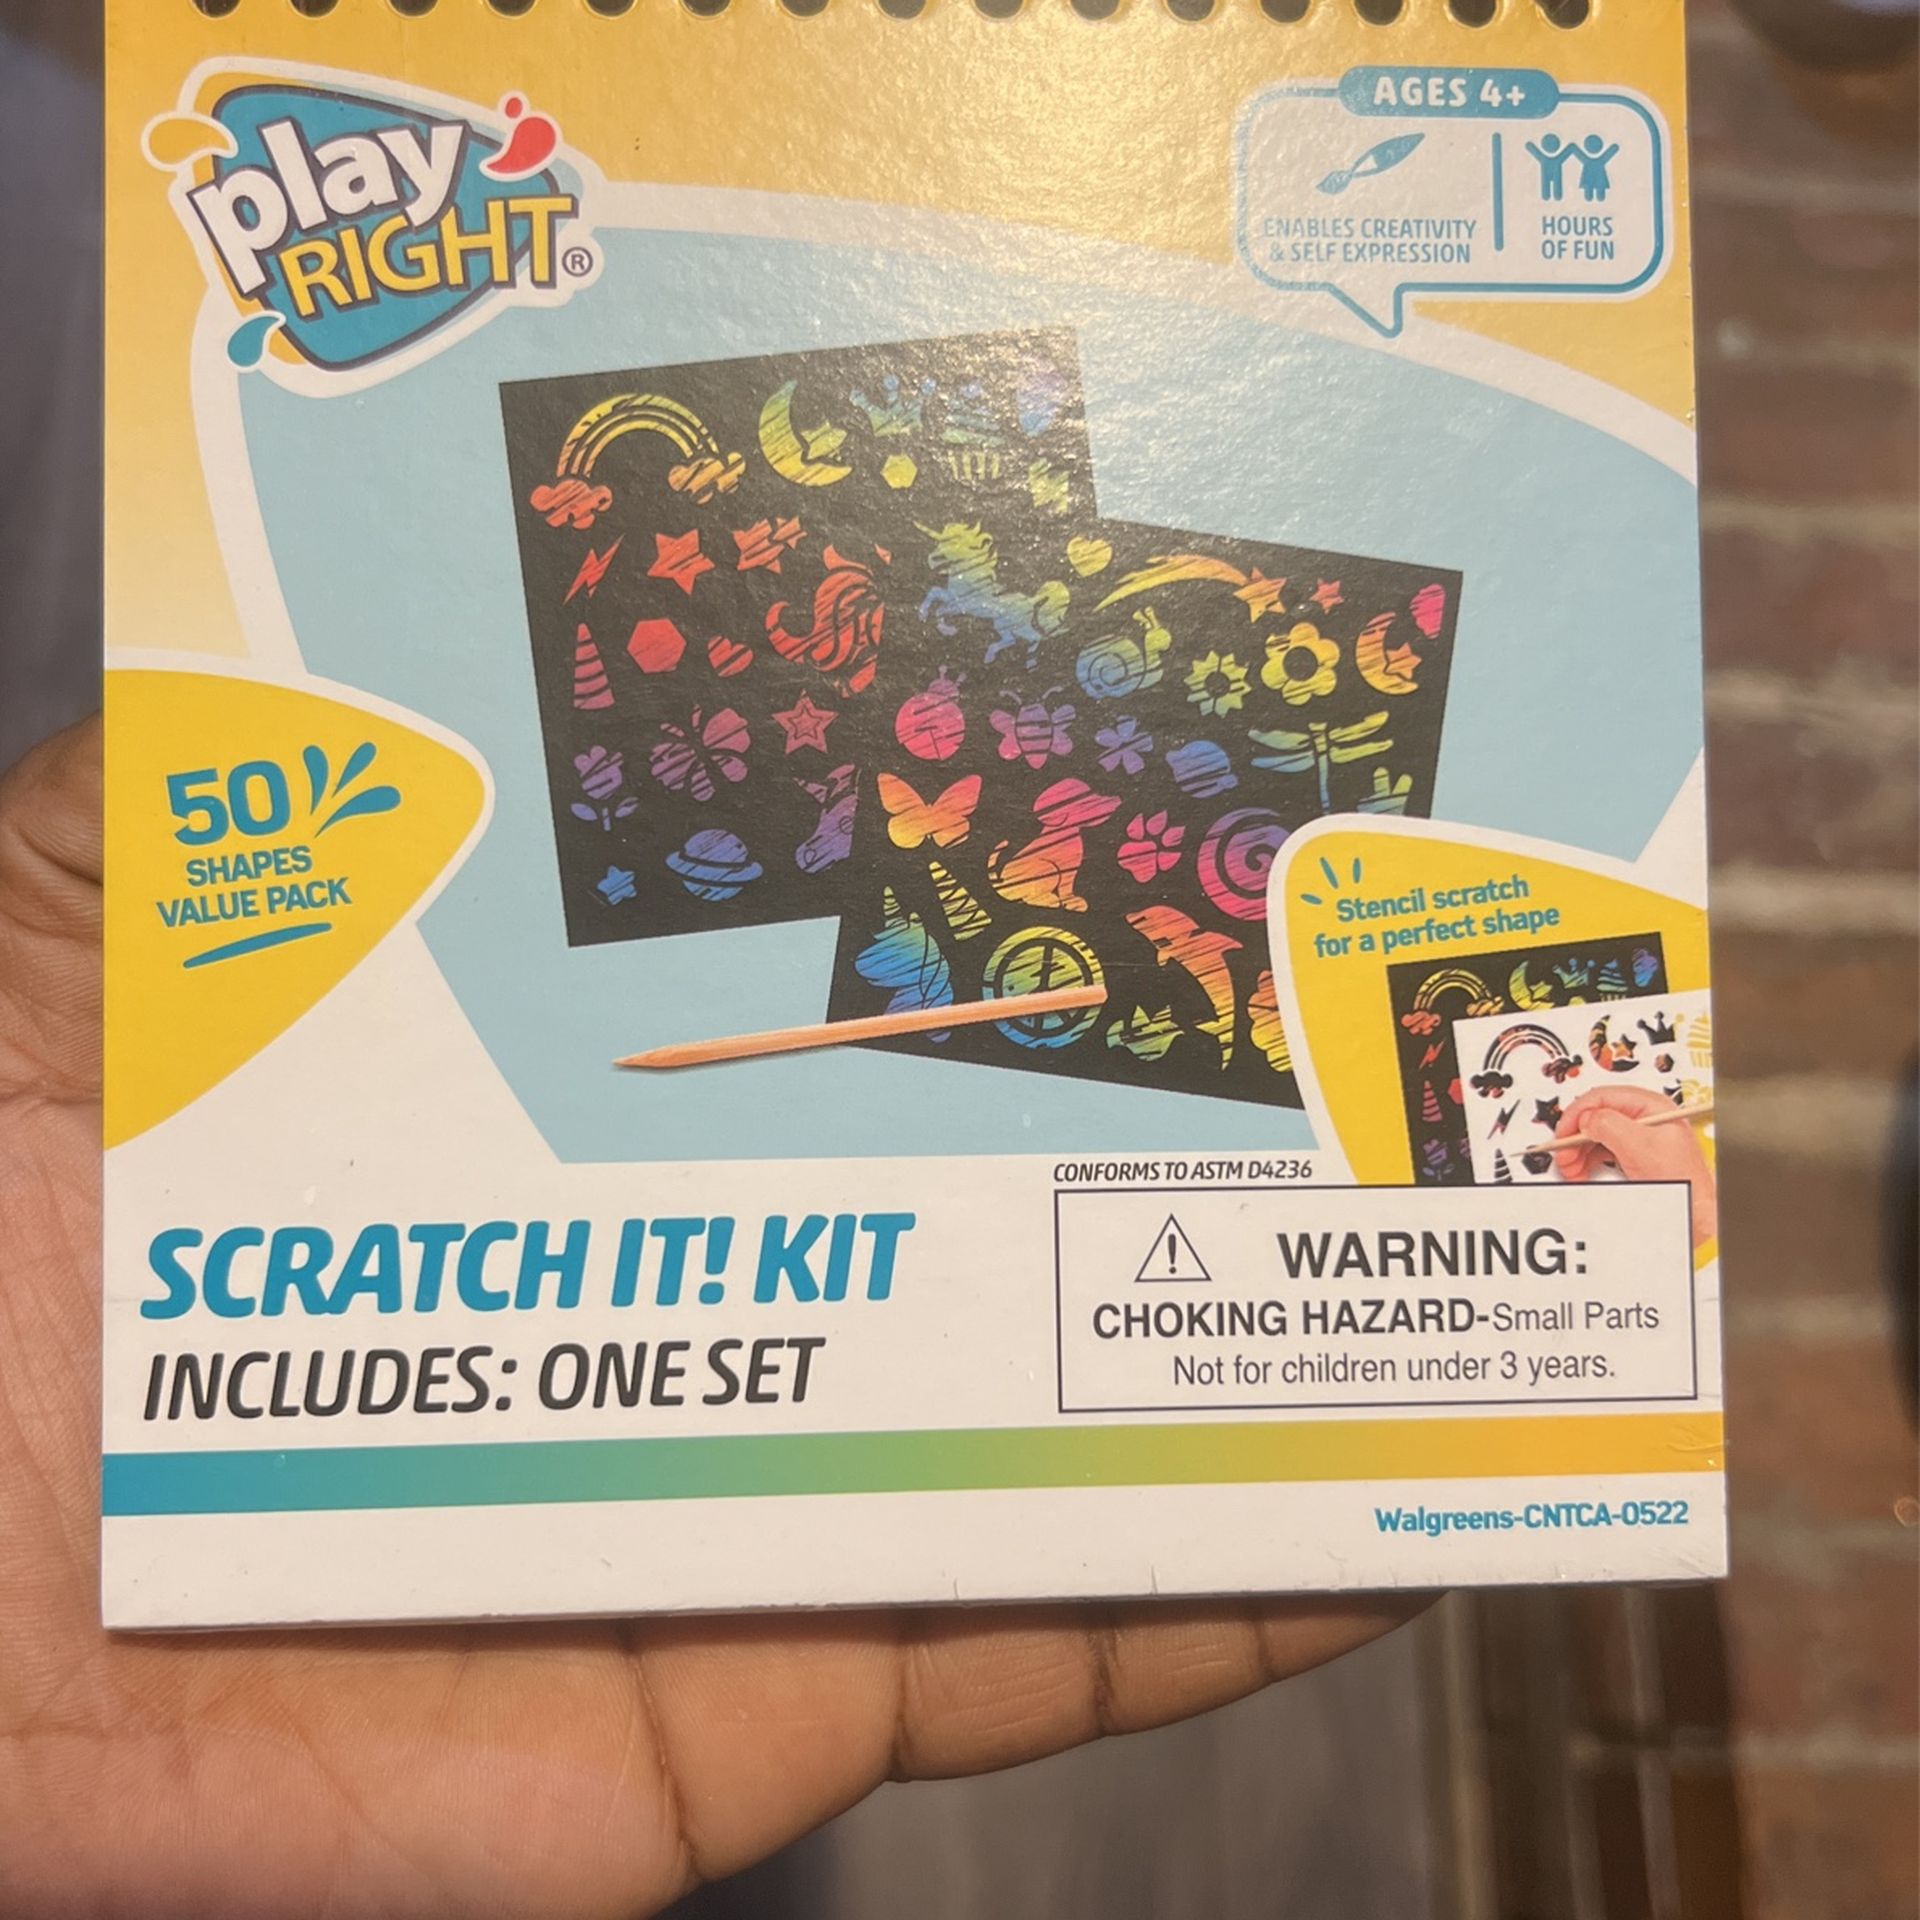 play
RIGHT®
AGES 4+
ENABLES CREATIVITY
& SELF EXPRESSION
HOURS
OF FUN
50
SHAPES
VALUE PACK
Stencil scratch
for a perfect shape
CONFORMS TO ASTM D4236
WARNING:
CHOKING HAZARD-Small Parts
Not for children under 3 years.
SCRATCH IT! KIT
INCLUDES: ONE SET
Walgreens-CNTCA-0522